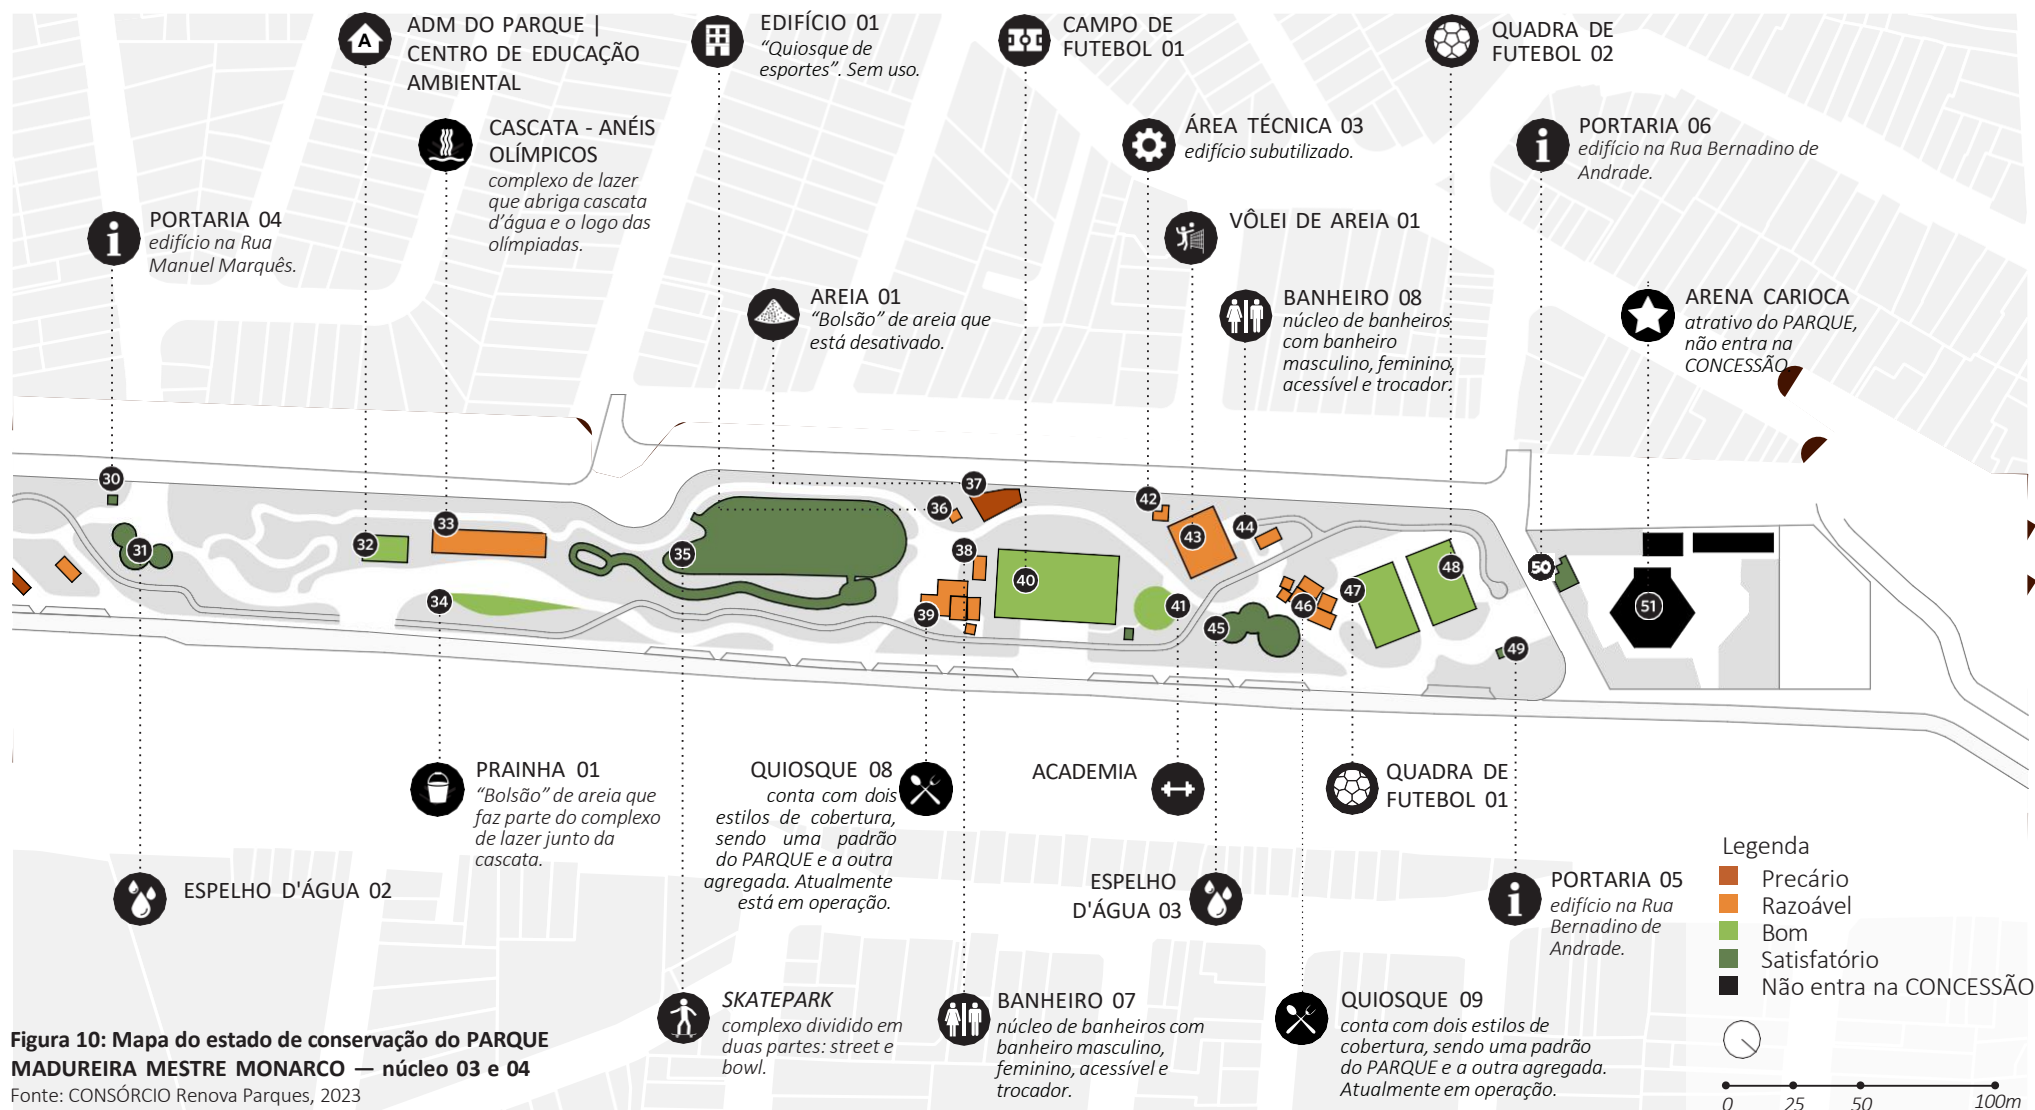 ADM DO PARQUE |
CENTRO DE EDUCAÇÃO
AMBIENTAL
A
EDIFÍCIO 01
“Quiosque de
esportes”. Sem uso.
CAMPO DE
FUTEBOL 01
QUADRA DE
FUTEBOL 02
CASCATA - ANÉIS
OLÍMPICOS
complexo de lazer
que abriga cascata
d’água e o logo das
olímpiadas.
ÁREA TÉCNICA 03
edifício subutilizado.
PORTARIA 06
edifício na Rua Bernadino de
Andrade.
PORTARIA 04
edifício na Rua
Manuel Marquês.
VÔLEI DE AREIA 01
AREIA 01
“Bolsão” de areia que
está desativado.
BANHEIRO 08
núcleo de banheiros
com banheiro
masculino, feminino,
acessível e trocador.
ARENA CARIOCA
atrativo do PARQUE,
não entra na
CONCESSÃO
30
31
32
33
34
35
36
37
38
39
40
41
42
43
44
45
46
47
48
49
50
51
PRAINHA 01
“Bolsão” de areia que
faz parte do complexo
de lazer junto da
cascata.
QUIOSQUE 08
conta com dois
estilos de cobertura,
sendo uma padrão
do PARQUE e a outra
agregada. Atualmente
está em operação.
ACADEMIA
QUADRA DE
FUTEBOL 01
ESPELHO D'ÁGUA 02
ESPELHO
D'ÁGUA 03
PORTARIA 05
edifício na Rua
Bernadino de
Andrade.
SKATEPARK
complexo dividido em
duas partes: street e
bowl.
BANHEIRO 07
núcleo de banheiros com
banheiro masculino,
feminino, acessível e
trocador.
QUIOSQUE 09
conta com dois estilos de
cobertura, sendo uma padrão
do PARQUE e a outra agregada.
Atualmente em operação.
Legenda
Precário
Razoável
Bom
Satisfatório
Não entra na CONCESSÃO
0 25 50 100m
Figura 10: Mapa do estado de conservação do PARQUE
MADUREIRA MESTRE MONARCO — núcleo 03 e 04
Fonte: CONSÓRCIO Renova Parques, 2023